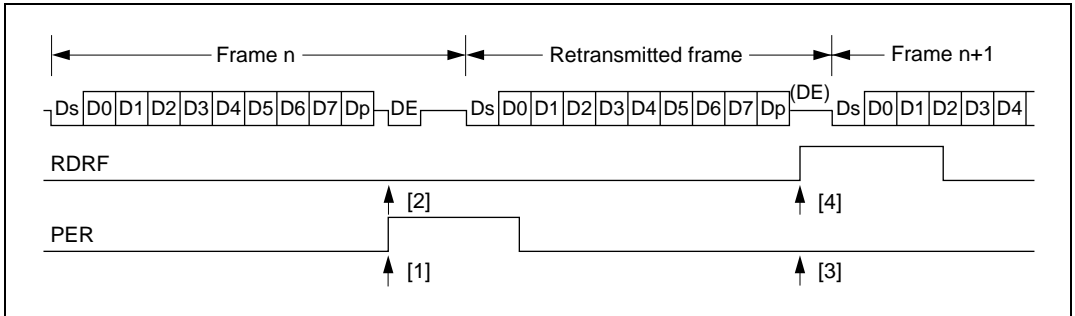 Frame n Retransmitted frame Frame n+1
Ds D0 D1 D2 D3 D4 D5 D6 D7 Dp DE Ds D0 D1 D2 D3 D4 D5 D6 D7 Dp (DE) Ds D0 D1 D2 D3 D4
RDRF
[2] [4]
PER
[1] [3]